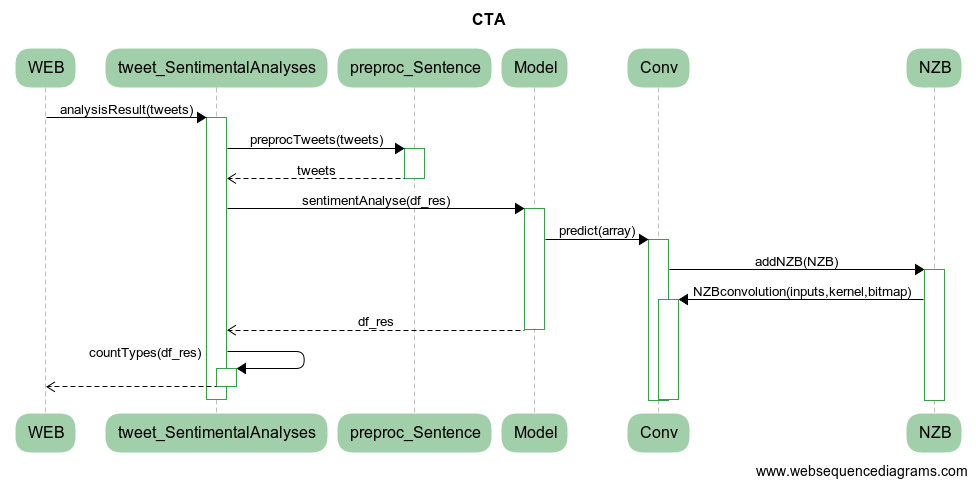 CTA
WEB
tweet_SentimentalAnalyses
preproc_Sentence
Model
Conv
NZB
analysisResult(tweets)
preprocTweets(tweets)
tweets
sentimentAnalyse(df_res)
predict(array)
addNZB(NZB)
NZBconvolution(inputs,kernel,bitmap)
df_res
countTypes(df_res)
WEB
tweet_SentimentalAnalyses
preproc_Sentence
Model
Conv
NZB
www.websequencediagrams.com